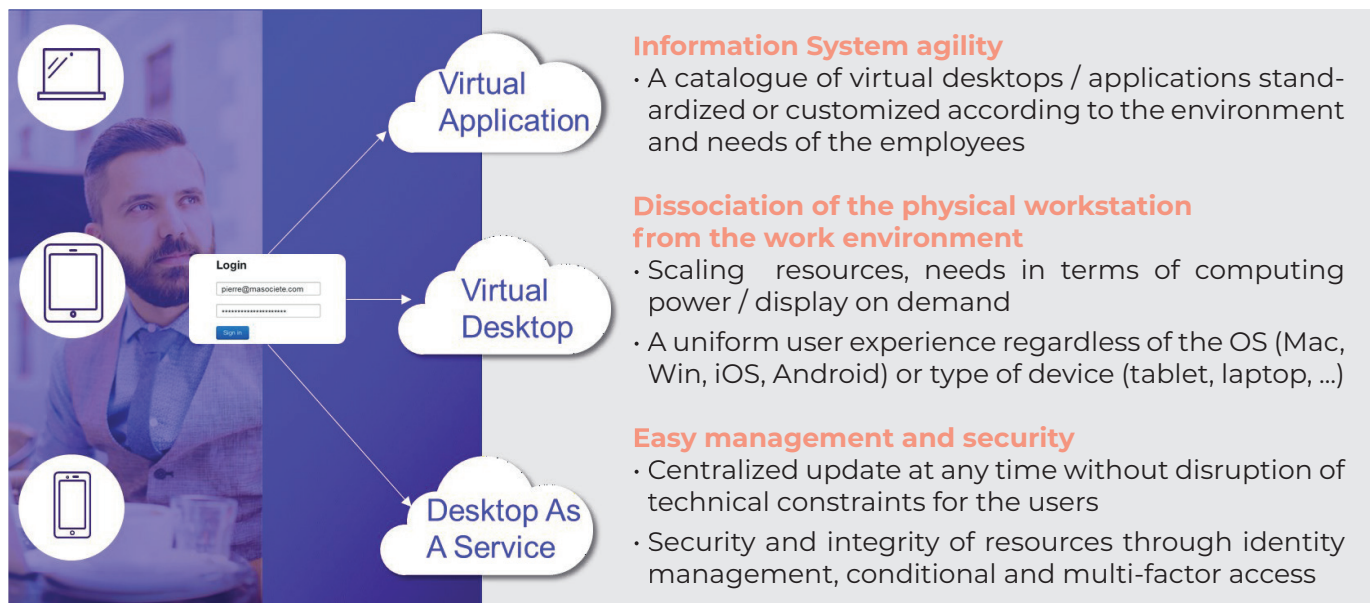 Virtual
Application
Login
pierre@masociete.com
*********************
Sign in
Virtual
Desktop
Desktop As
A Service
Information System agility
• A catalogue of virtual desktops / applications stand-
ardized or customized according to the environment
and needs of the employees
Dissociation of the physical workstation
from the work environment
• Scaling resources, needs in terms of computing
power / display on demand
• A uniform user experience regardless of the OS (Mac,
Win, iOS, Android) or type of device (tablet, laptop, ...)
Easy management and security
• Centralized update at any time without disruption of
technical constraints for the users
• Security and integrity of resources through identity
management, conditional and multi-factor access